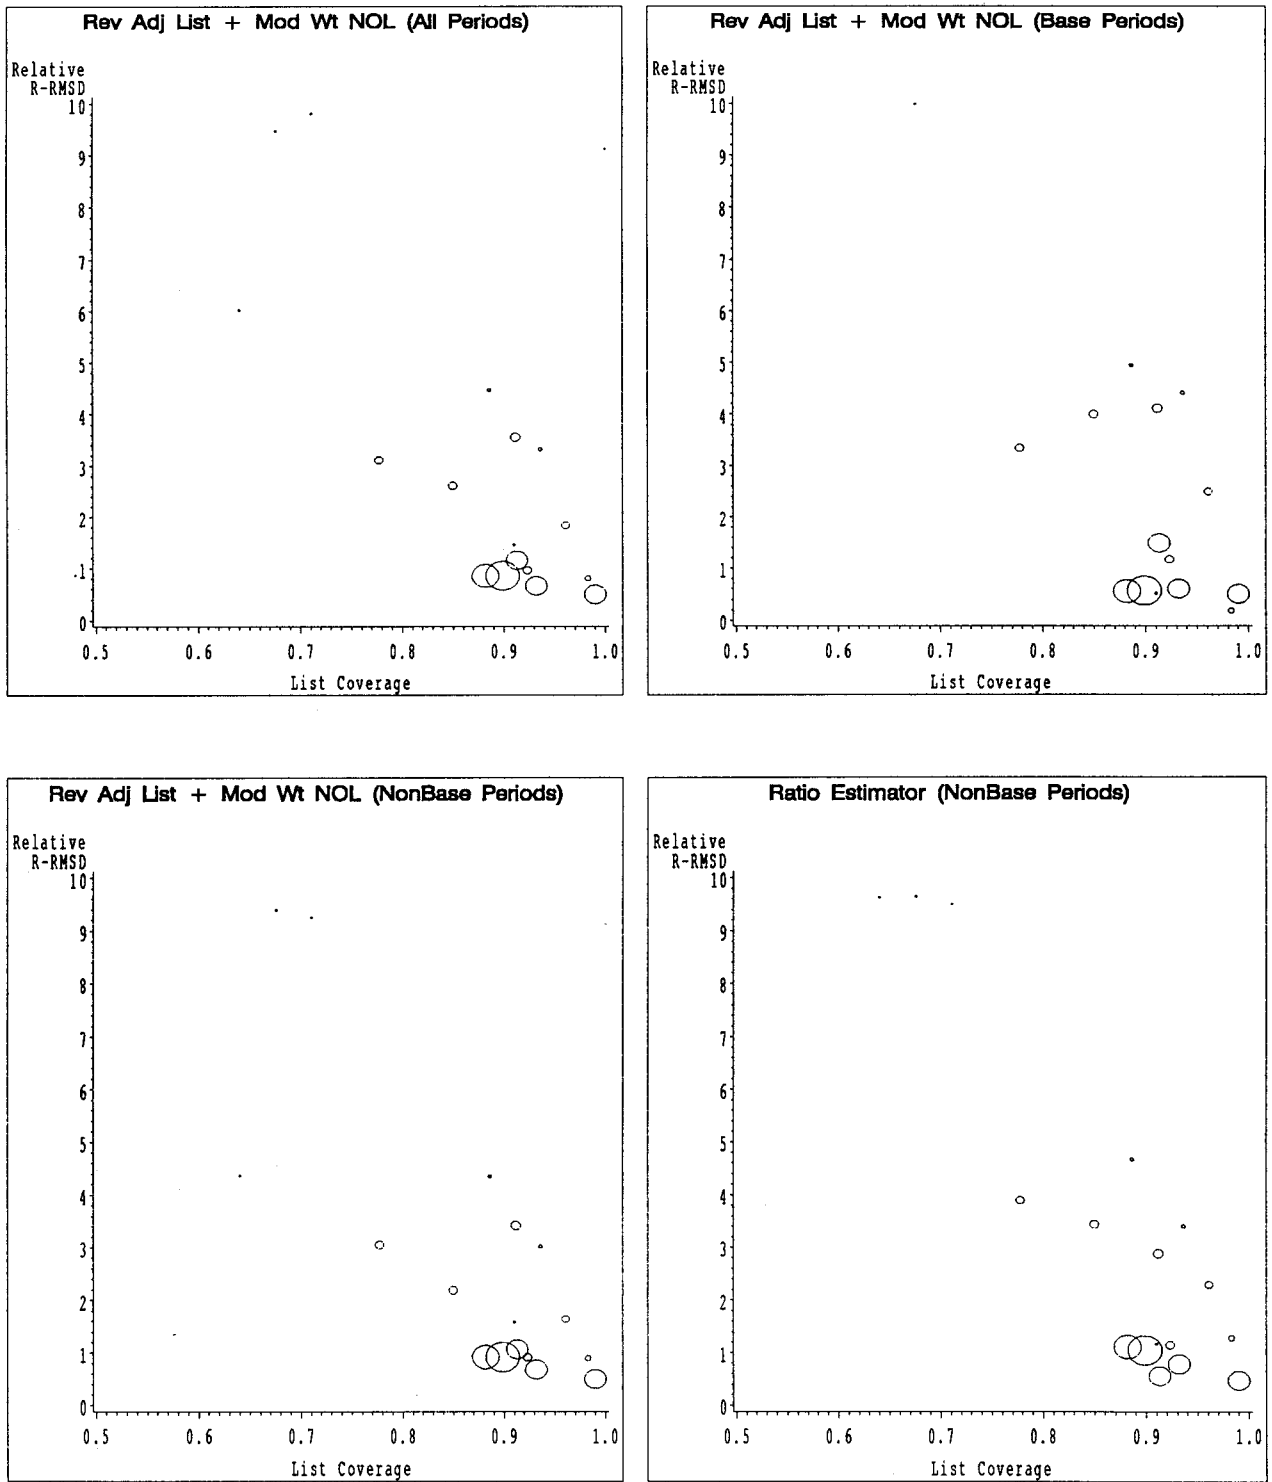 Rev Adj List + Mod Wt NOL (All Periods)
Relative
R-RMSD
10
9
8
7
6
5
4
3
2
1
0
0.5 0.6 0.7 0.8 0.9 1.0
List Coverage
Rev Adj List + Mod Wt NOL (Base Periods)
Relative
R-RMSD
10
9
8
7
6
5
4
3
2
1
0
0.5 0.6 0.7 0.8 0.9 1.0
List Coverage
Rev Adj List + Mod Wt NOL (NonBase Periods)
Relative
R-RMSD
10
9
8
7
6
5
4
3
2
1
0
0.5 0.6 0.7 0.8 0.9 1.0
List Coverage
Ratio Estimator (NonBase Periods)
Relative
R-RMSD
10
9
8
7
6
5
4
3
2
1
0
0.5 0.6 0.7 0.8 0.9 1.0
List Coverage